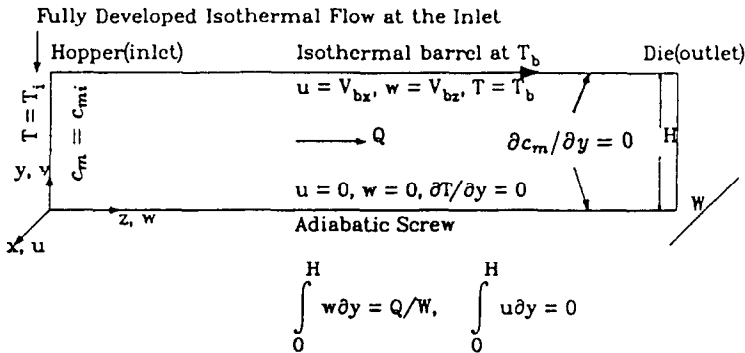 Fully Developed Isothermal Flow at the Inlet
Hopper(inlet)
Isothermal barrel at T_b
Die(outlet)
u = V_bx, w = V_bz, T = T_b
T = T_i
c_m = c_mi
Q
∂c_m/∂y = 0
H
y, v
u = 0, w = 0, ∂T/∂y = 0
W
z, w
Adiabatic Screw
x, u
∫_0^H w∂y = Q/W, ∫_0^H u∂y = 0